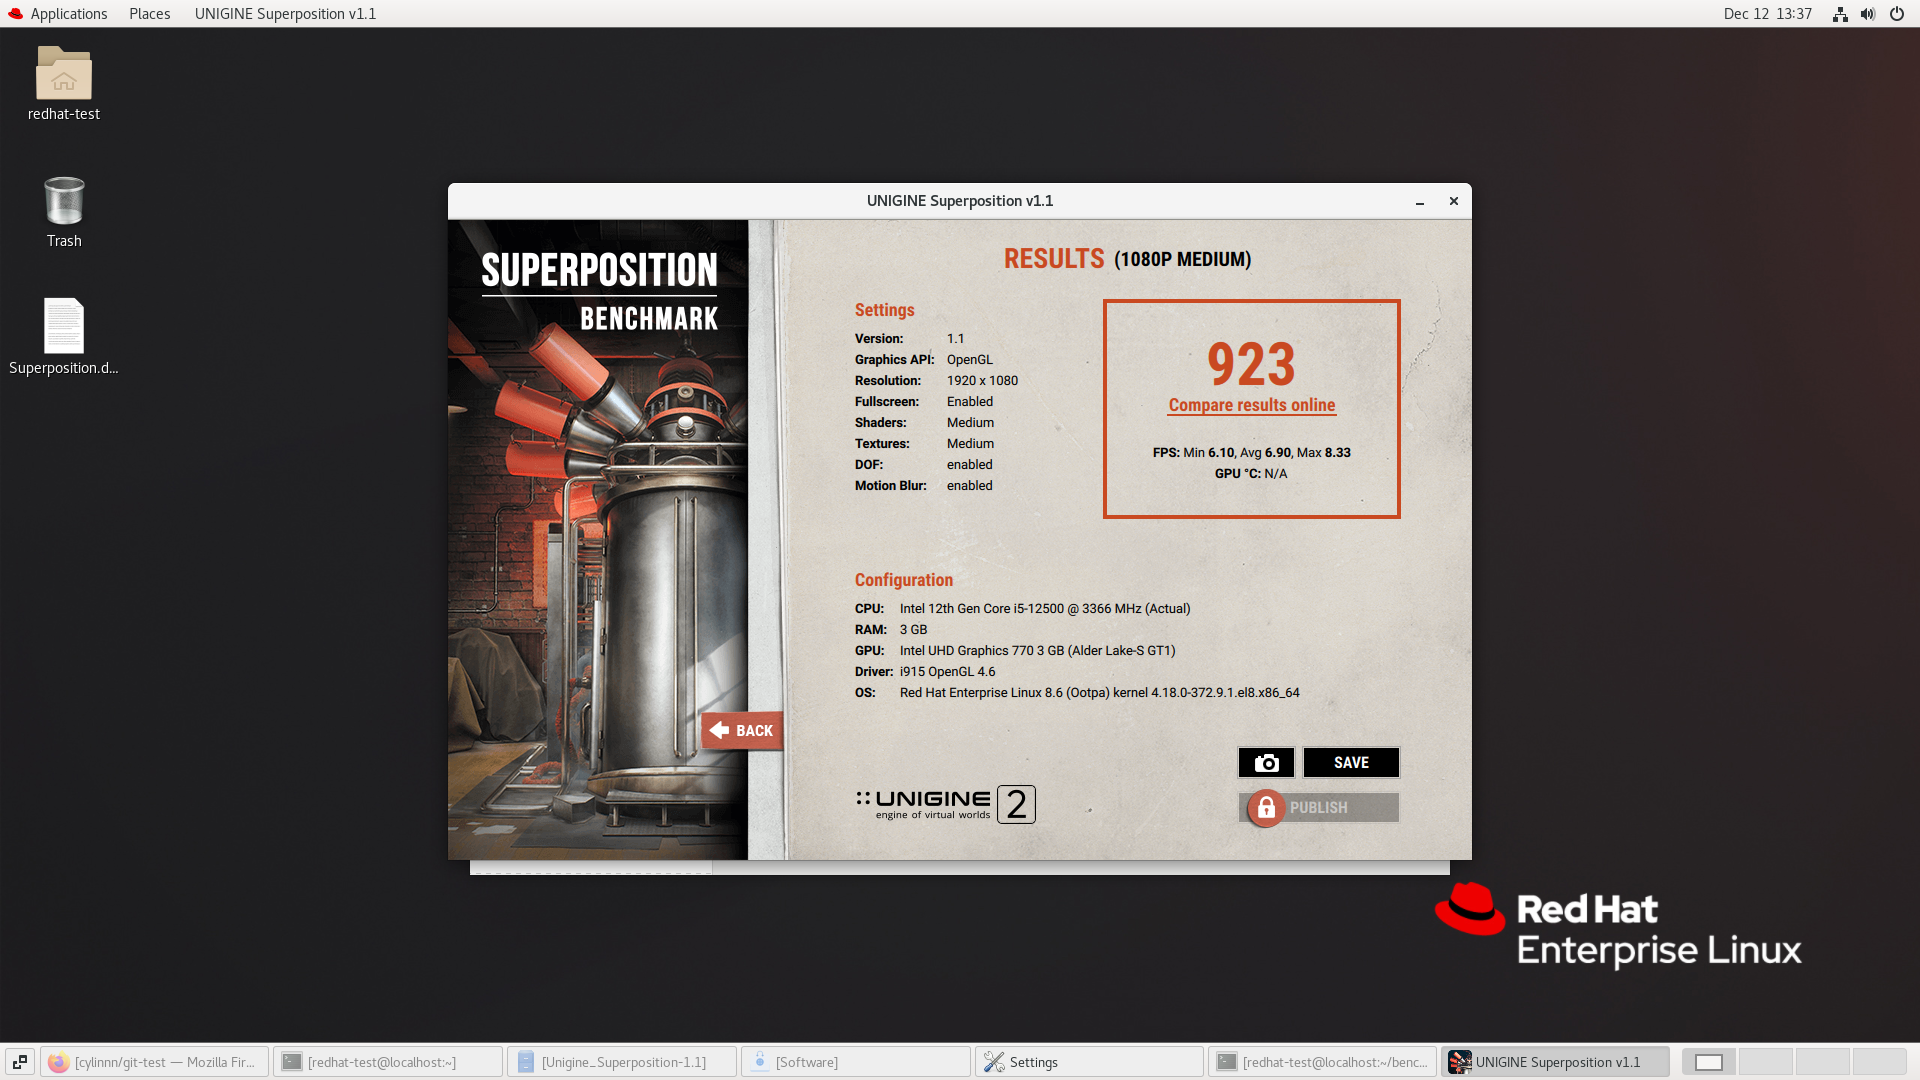 Applications Places UNIGINE Superposition v1.1 Dec 12 13:37
redhat-test
Trash
Superposition.d...
UNIGINE Superposition v1.1
SUPERPOSITION
BENCHMARK
RESULTS (1080P MEDIUM)
Settings
Version: 1.1
Graphics API: OpenGL
Resolution: 1920 x 1080
Fullscreen: Enabled
Shaders: Medium
Textures: Medium
DOF: enabled
Motion Blur: enabled
923
Compare results online
FPS: Min 6.10, Avg 6.90, Max 8.33
GPU °C: N/A
Configuration
CPU: Intel 12th Gen Core i5-12500 @ 3366 MHz (Actual)
RAM: 3 GB
GPU: Intel UHD Graphics 770 3 GB (Alder Lake-S GT1)
Driver: i915 OpenGL 4.6
OS: Red Hat Enterprise Linux 8.6 (Ootpa) kernel 4.18.0-372.9.1.el8.x86_64
BACK
SAVE
PUBLISH
UNIGINE 2
engine of virtual worlds
Red Hat
Enterprise Linux
[cylinnn/git-test — Mozilla Fir... [redhat-test@localhost:~] [Unigine_Superposition-1.1] [Software] Settings [redhat-test@localhost:~/benc... UNIGINE Superposition v1.1